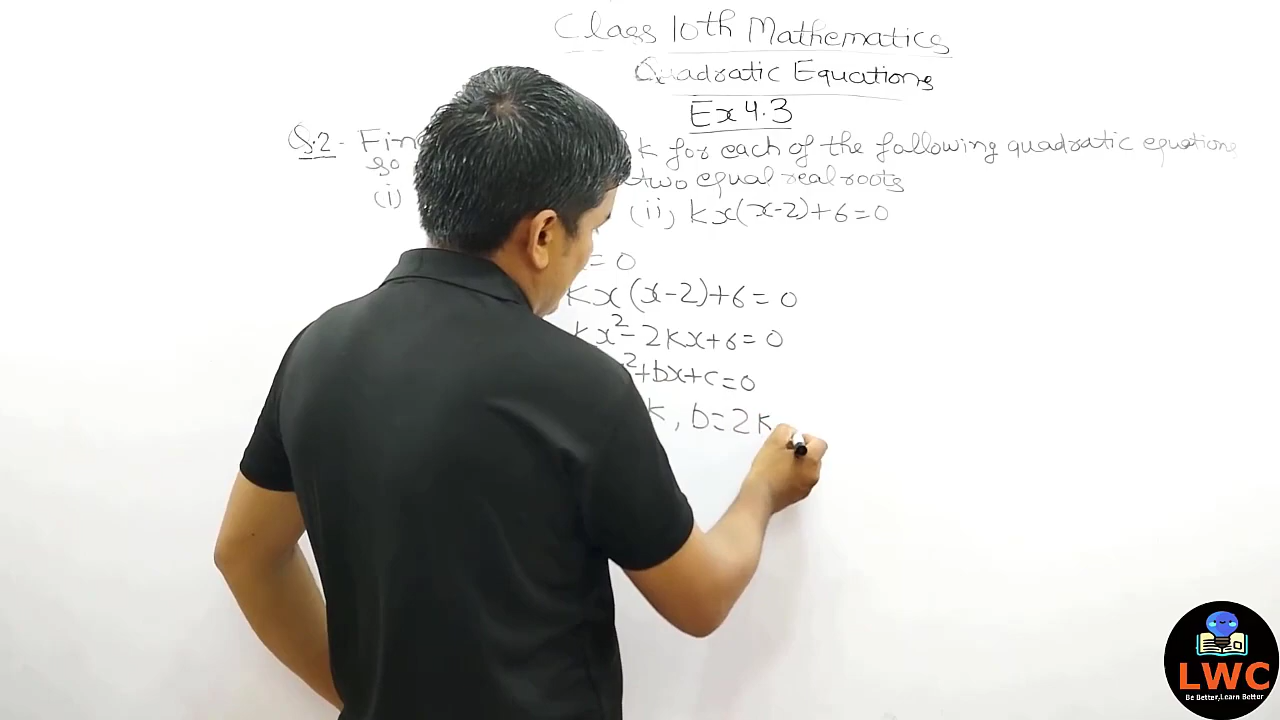 Class 10th Mathematics
Quadratic Equations
Ex 4.3
Q.2- Fin k for each of the following quadratic equations
so two equal real roots
(i) (ii) kx(x-2)+6=0
= 0
kx(x-2)+6=0
kx²-2kx+6=0
²+bx+c=0
k, b=2k
LWC
Be Better,Learn Better